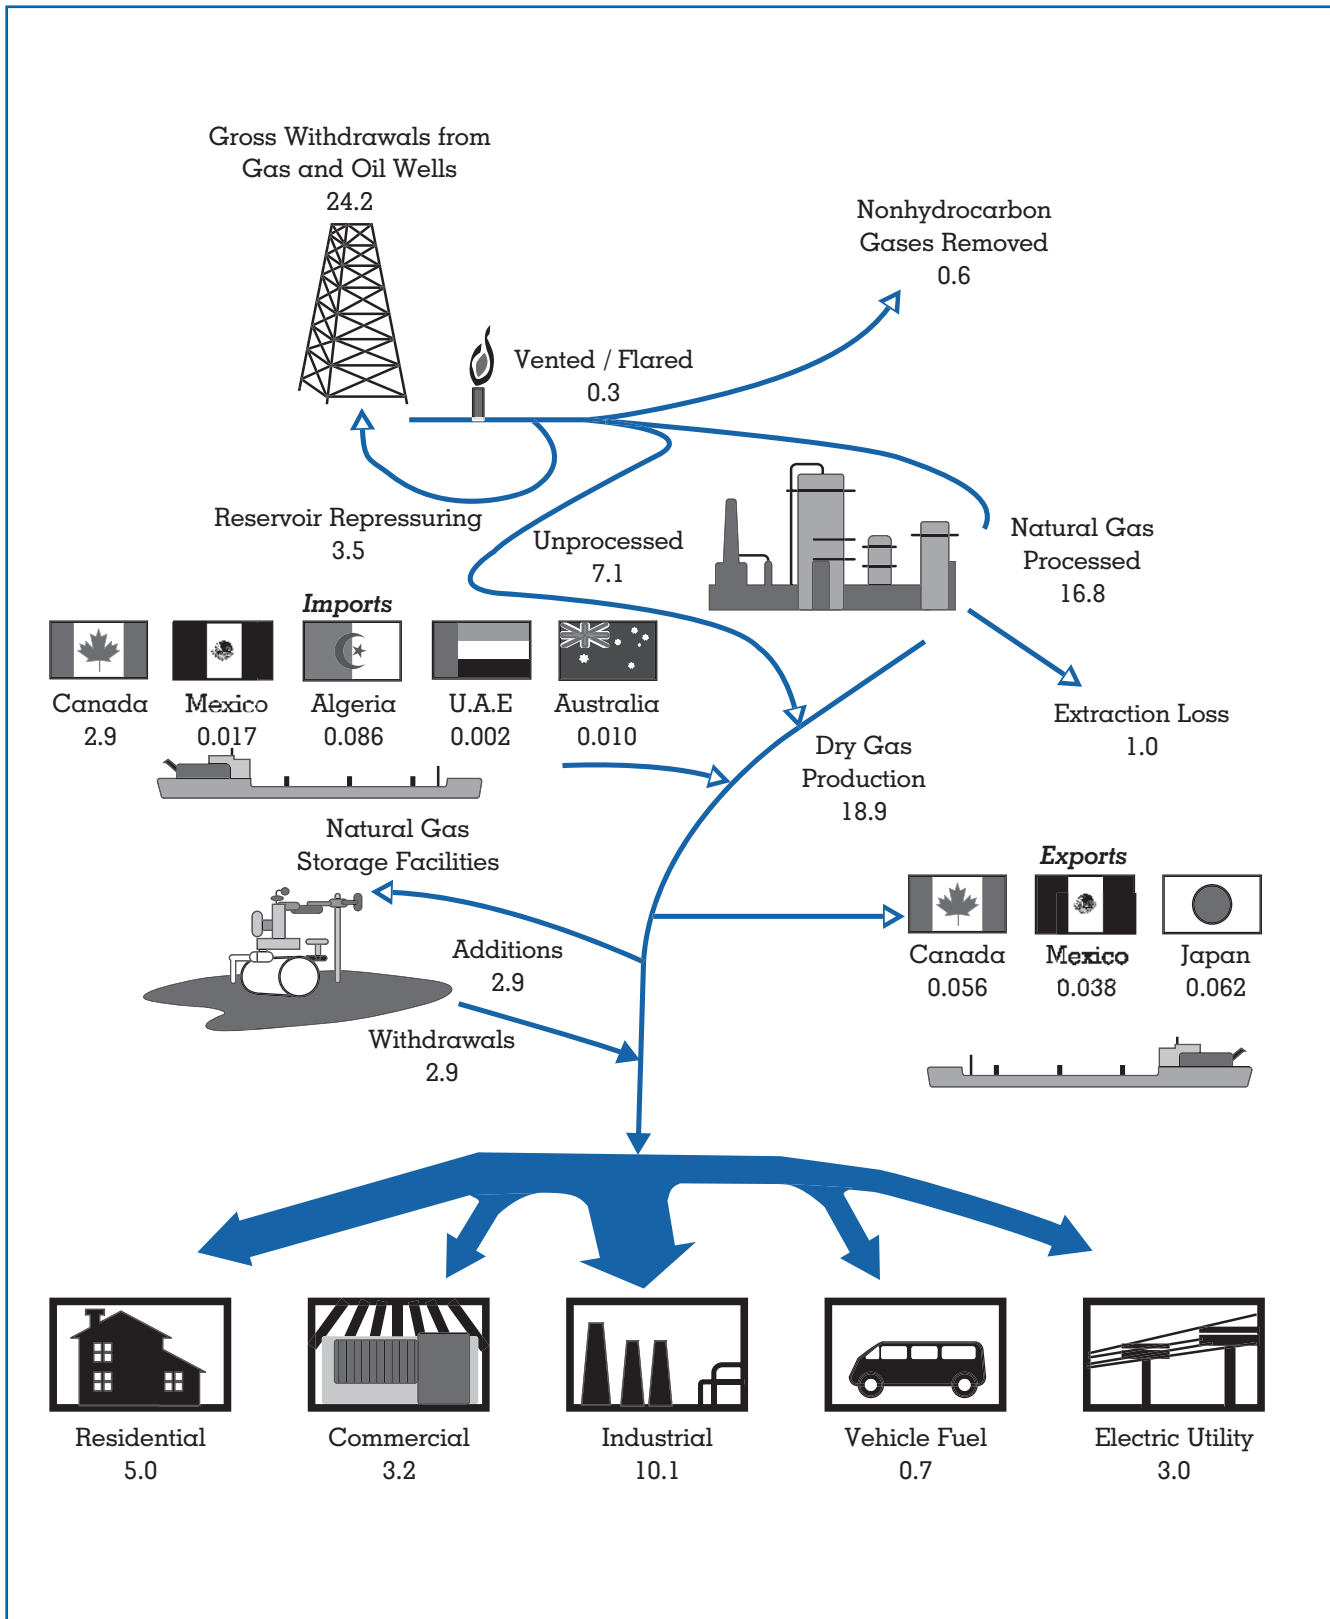 Gross Withdrawals from
Gas and Oil Wells
24.2
Nonhydrocarbon
Gases Removed
0.6
Vented / Flared
0.3
Reservoir Repressuring
3.5
Unprocessed
7.1
Natural Gas
Processed
16.8
Imports
Canada
2.9
Mexico
0.017
Algeria
0.086
U.A.E
0.002
Australia
0.010
Extraction Loss
1.0
Dry Gas
Production
18.9
Natural Gas
Storage Facilities
Additions
2.9
Withdrawals
2.9
Exports
Canada
0.056
Mexico
0.038
Japan
0.062
Residential
5.0
Commercial
3.2
Industrial
10.1
Vehicle Fuel
0.7
Electric Utility
3.0